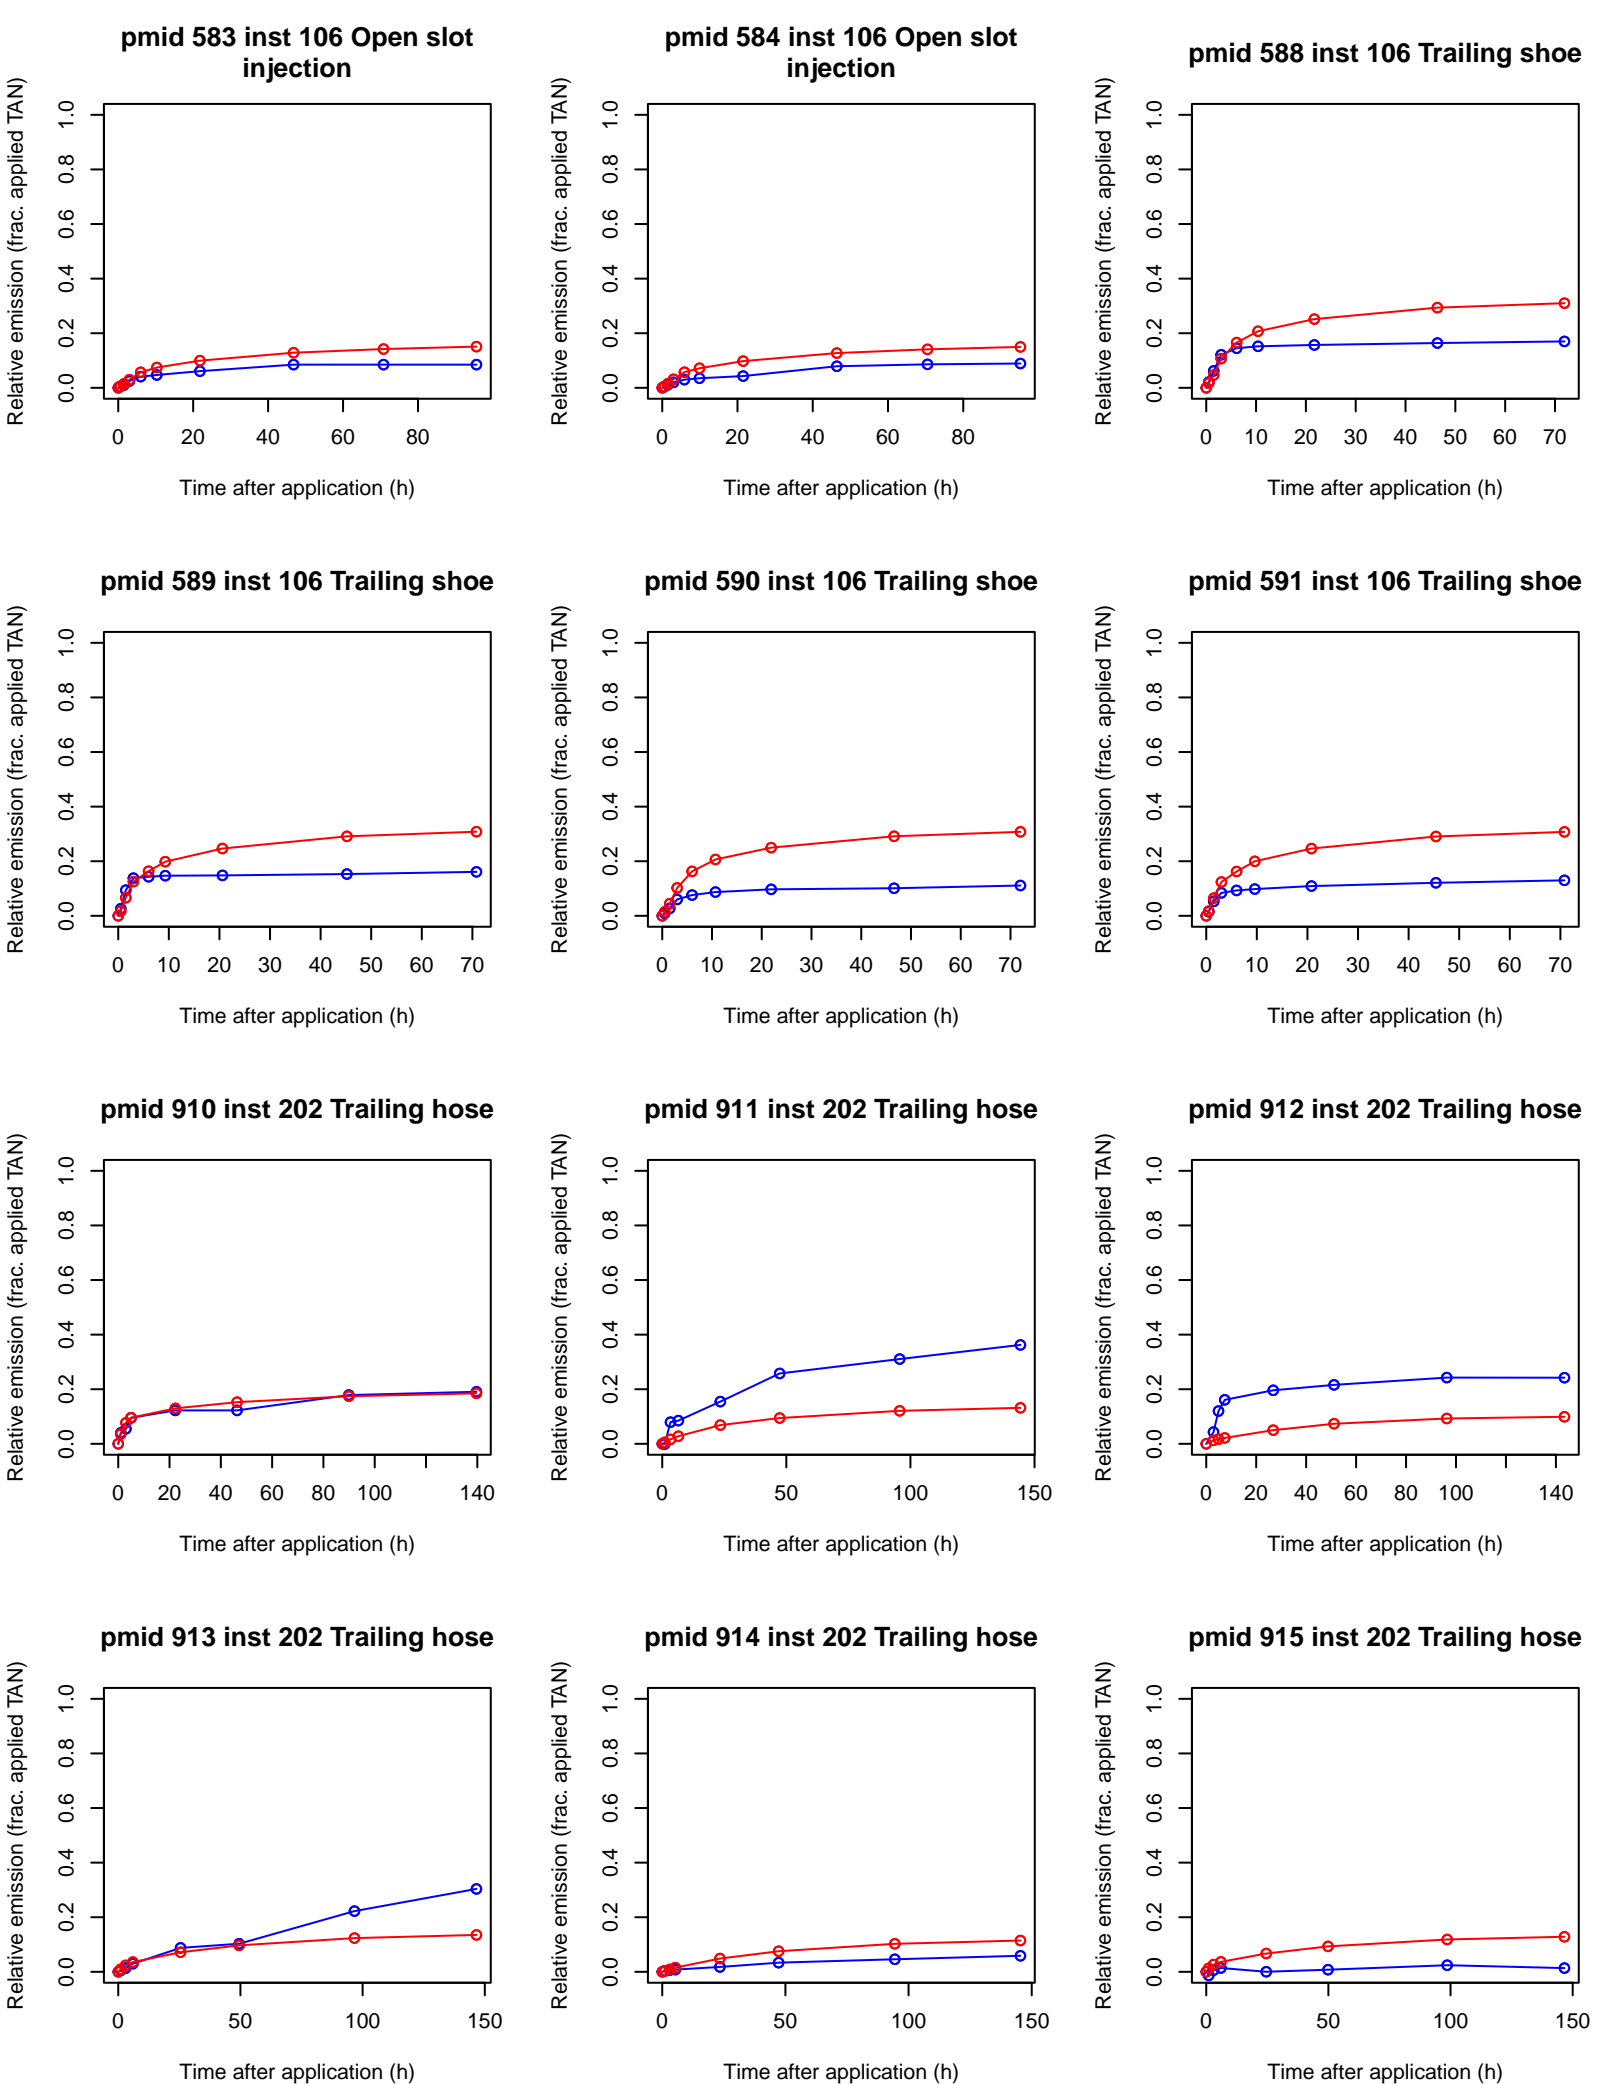 pmid 583 inst 106 Open slot
injection
Relative emission (frac. applied TAN)
1.0
0.8
0.6
0.4
0.2
0.0
0 20 40 60 80
Time after application (h)
pmid 584 inst 106 Open slot
injection
Relative emission (frac. applied TAN)
1.0
0.8
0.6
0.4
0.2
0.0
0 20 40 60 80
Time after application (h)
pmid 588 inst 106 Trailing shoe
Relative emission (frac. applied TAN)
1.0
0.8
0.6
0.4
0.2
0.0
0 10 20 30 40 50 60 70
Time after application (h)
pmid 589 inst 106 Trailing shoe
Relative emission (frac. applied TAN)
1.0
0.8
0.6
0.4
0.2
0.0
0 10 20 30 40 50 60 70
Time after application (h)
pmid 590 inst 106 Trailing shoe
Relative emission (frac. applied TAN)
1.0
0.8
0.6
0.4
0.2
0.0
0 10 20 30 40 50 60 70
Time after application (h)
pmid 591 inst 106 Trailing shoe
Relative emission (frac. applied TAN)
1.0
0.8
0.6
0.4
0.2
0.0
0 10 20 30 40 50 60 70
Time after application (h)
pmid 910 inst 202 Trailing hose
Relative emission (frac. applied TAN)
1.0
0.8
0.6
0.4
0.2
0.0
0 20 40 60 80 100 140
Time after application (h)
pmid 911 inst 202 Trailing hose
Relative emission (frac. applied TAN)
1.0
0.8
0.6
0.4
0.2
0.0
0 50 100 150
Time after application (h)
pmid 912 inst 202 Trailing hose
Relative emission (frac. applied TAN)
1.0
0.8
0.6
0.4
0.2
0.0
0 20 40 60 80 100 140
Time after application (h)
pmid 913 inst 202 Trailing hose
Relative emission (frac. applied TAN)
1.0
0.8
0.6
0.4
0.2
0.0
0 50 100 150
Time after application (h)
pmid 914 inst 202 Trailing hose
Relative emission (frac. applied TAN)
1.0
0.8
0.6
0.4
0.2
0.0
0 50 100 150
Time after application (h)
pmid 915 inst 202 Trailing hose
Relative emission (frac. applied TAN)
1.0
0.8
0.6
0.4
0.2
0.0
0 50 100 150
Time after application (h)